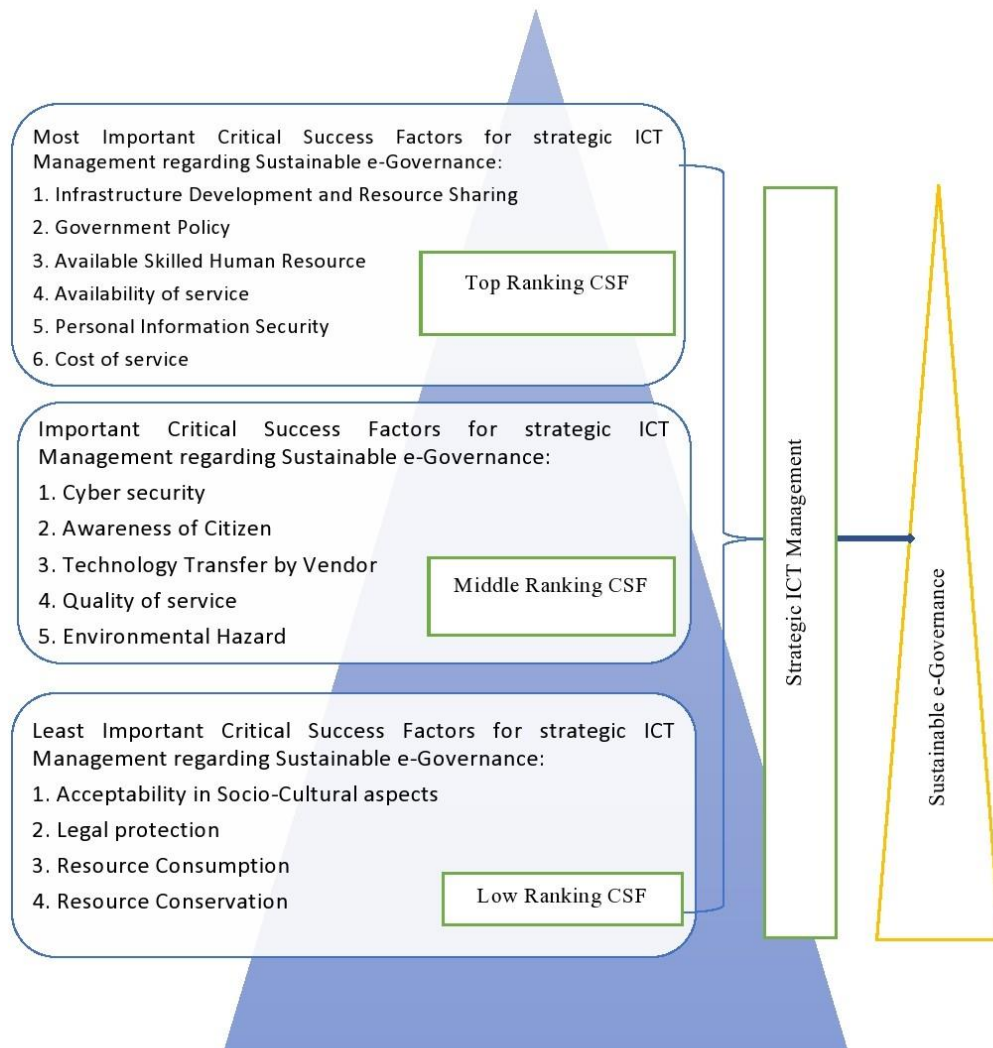 Most Important Critical Success Factors for strategic ICT
Management regarding Sustainable e-Governance:
1. Infrastructure Development and Resource Sharing
2. Government Policy
3. Available Skilled Human Resource
4. Availability of service
5. Personal Information Security
6. Cost of service
Top Ranking CSF
Important Critical Success Factors for strategic ICT
Management regarding Sustainable e-Governance:
1. Cyber security
2. Awareness of Citizen
3. Technology Transfer by Vendor
4. Quality of service
5. Environmental Hazard
Middle Ranking CSF
Least Important Critical Success Factors for strategic ICT
Management regarding Sustainable e-Governance:
1. Acceptability in Socio-Cultural aspects
2. Legal protection
3. Resource Consumption
4. Resource Conservation
Low Ranking CSF
Strategic ICT Management
Sustainable e-Governance